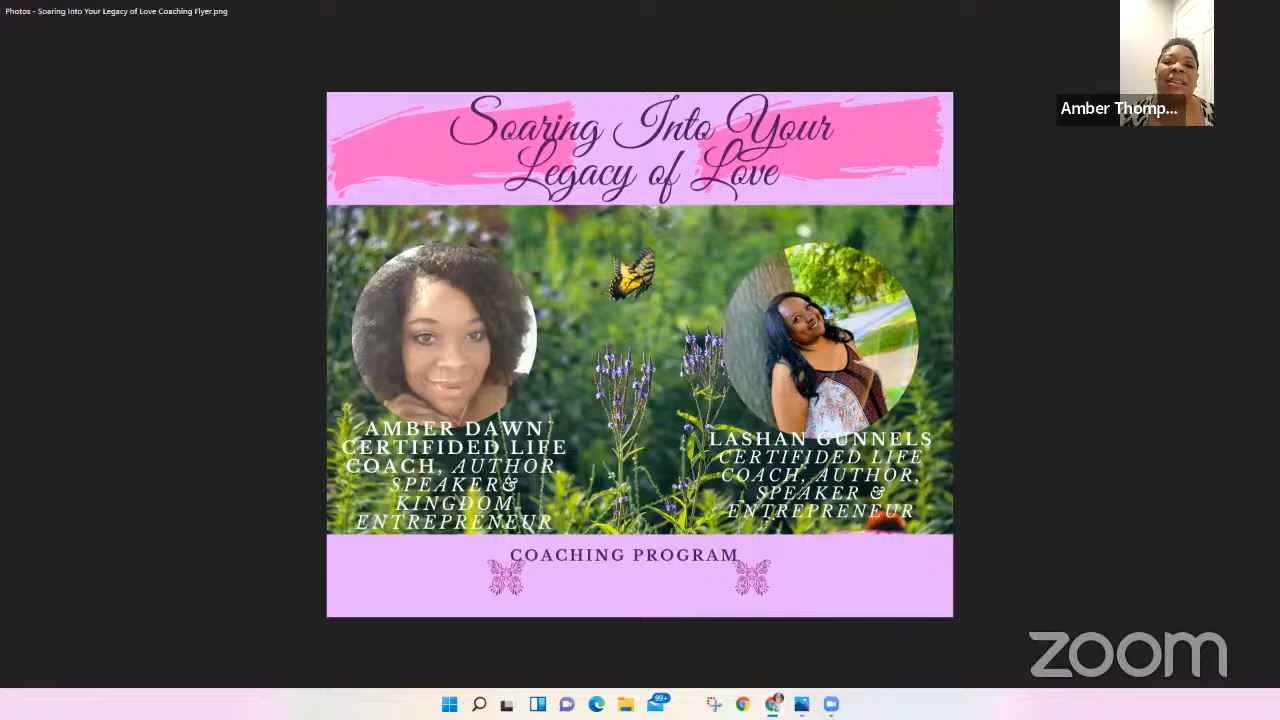 Photos - Soaring Into Your Legacy of Love Coaching Flyer.png
Amber Thomp...
Soaring Into Your
Legacy of Love
AMBER DAWN
CERTIFIDED LIFE
COACH, AUTHOR,
SPEAKER&
KINGDOM
ENTREPRENEUR
LASHAN GUNNELS
CERTIFIDED LIFE
COACH, AUTHOR,
SPEAKER &
ENTREPRENEUR
COACHING PROGRAM
zoom
99+